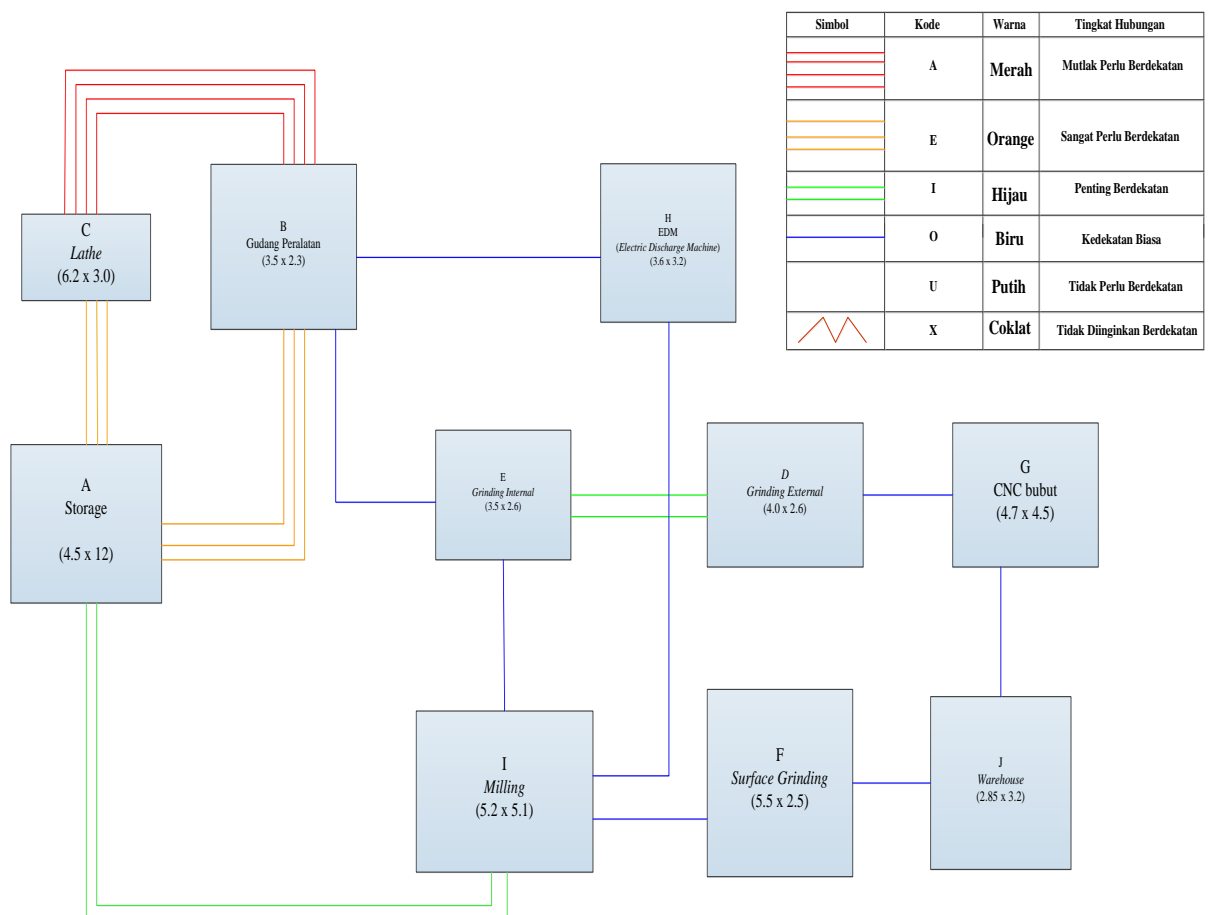 Simbol Kode Warna Tingkat Hubungan
A Merah Mutlak Perlu Berdekatan
E Orange Sangat Perlu Berdekatan
I Hijau Penting Berdekatan
O Biru Kedekatan Biasa
U Putih Tidak Perlu Berdekatan
X Coklat Tidak Diinginkan Berdekatan
C
Lathe
(6.2 x 3.0)
B
Gudang Peralatan
(3.5 x 2.3)
H
EDM
(Electric Discharge Machine)
(3.6 x 3.2)
A
Storage
(4.5 x 12)
E
Grinding Internal
(3.5 x 2.6)
D
Grinding External
(4.0 x 2.6)
G
CNC bubut
(4.7 x 4.5)
I
Milling
(5.2 x 5.1)
F
Surface Grinding
(5.5 x 2.5)
J
Warehouse
(2.85 x 3.2)